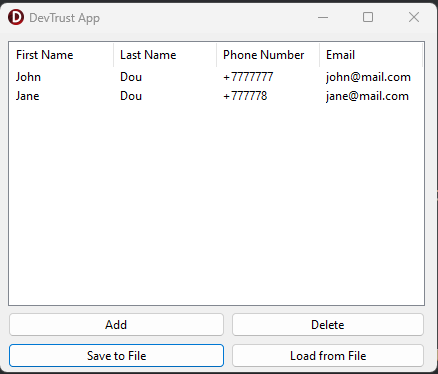 DevTrust App
First Name Last Name Phone Number Email
John Dou +7777777 john@mail.com
Jane Dou +777778 jane@mail.com
Add Delete
Save to File Load from File